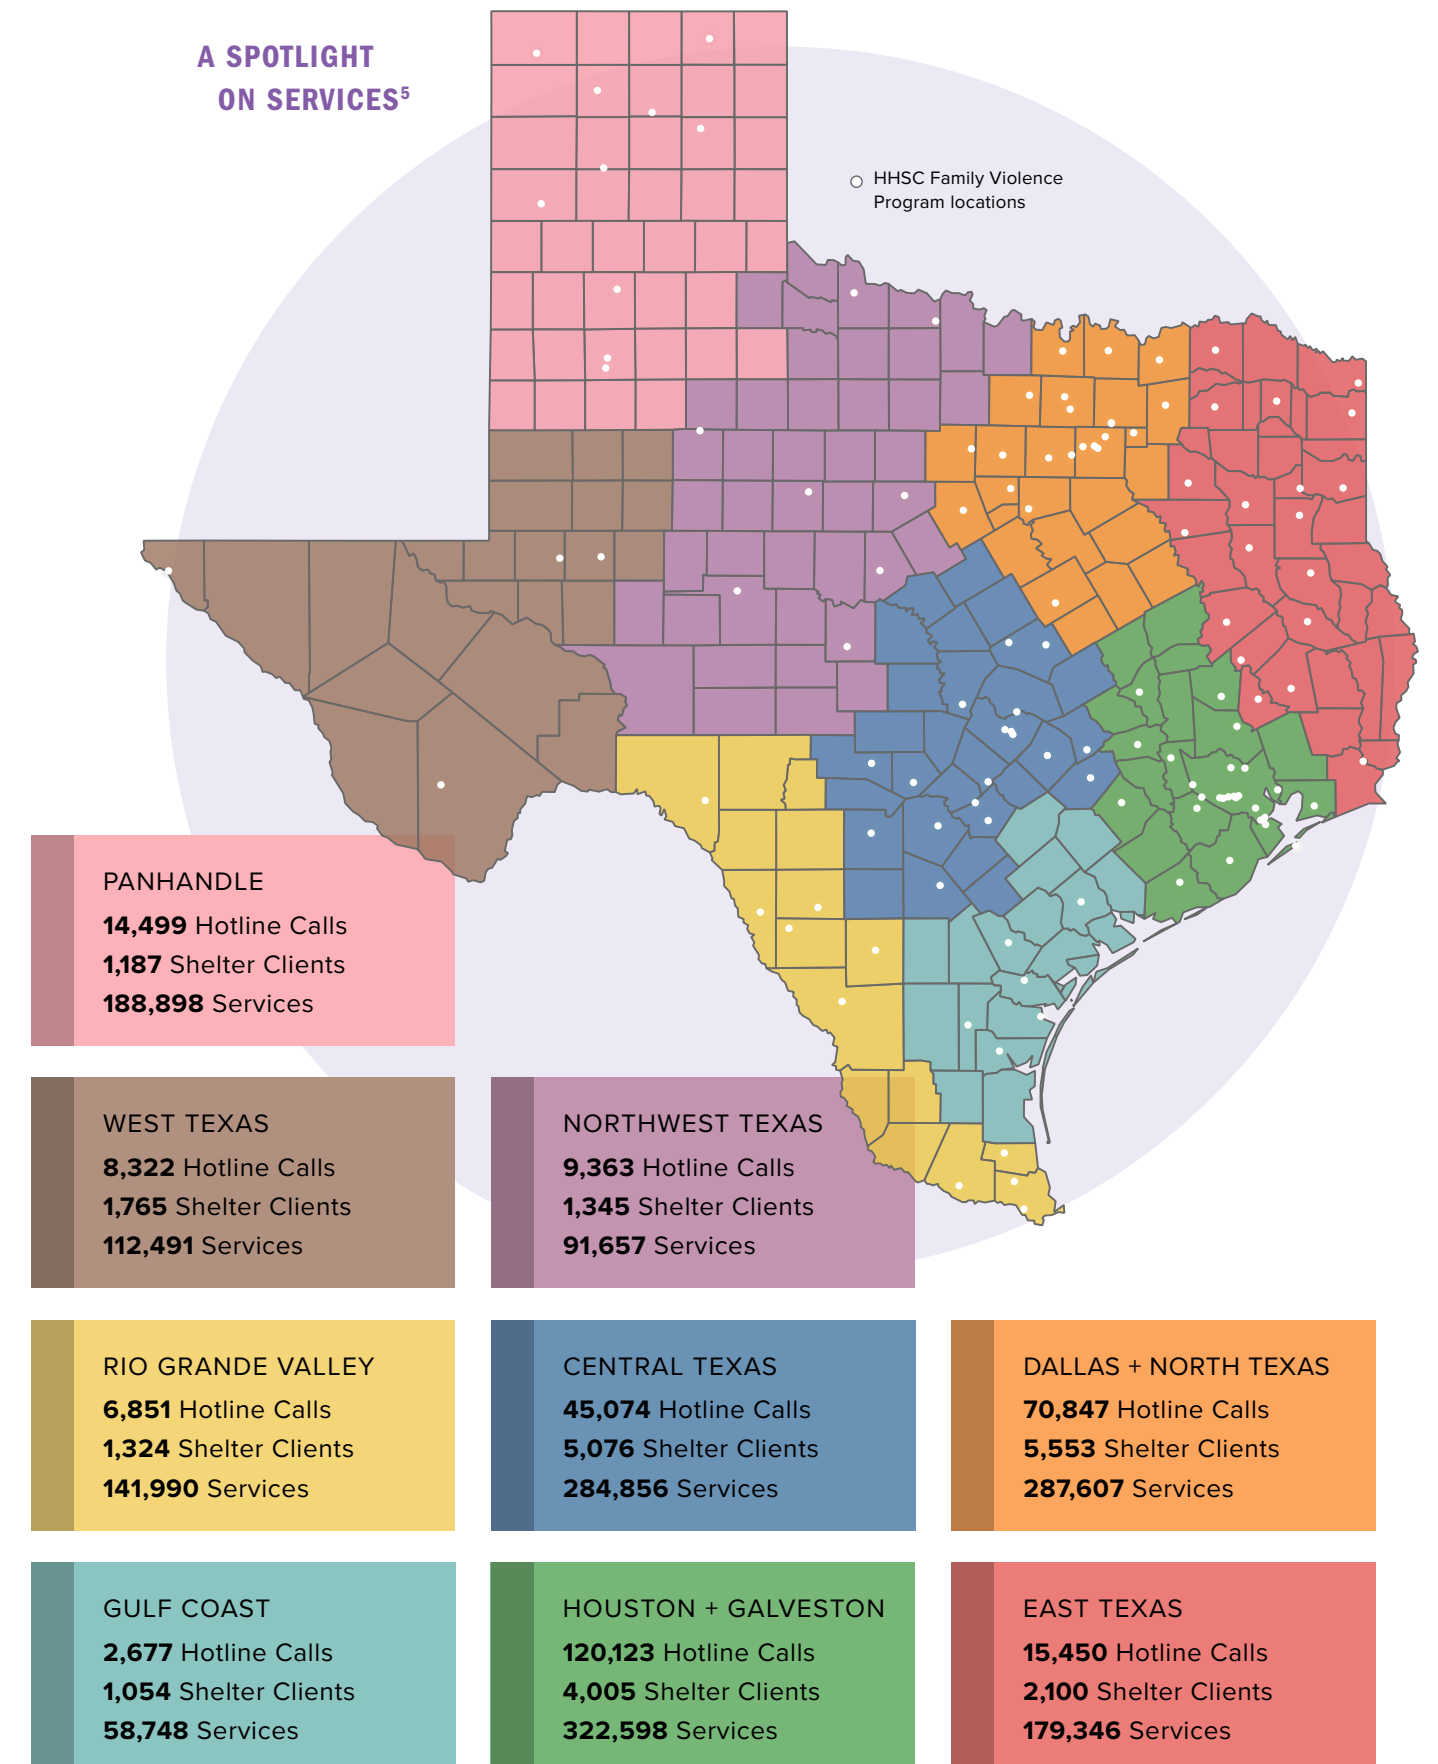 A SPOTLIGHT
ON SERVICES⁵
HHSC Family Violence
Program locations
PANHANDLE
14,499 Hotline Calls
1,187 Shelter Clients
188,898 Services
WEST TEXAS
8,322 Hotline Calls
1,765 Shelter Clients
112,491 Services
NORTHWEST TEXAS
9,363 Hotline Calls
1,345 Shelter Clients
91,657 Services
RIO GRANDE VALLEY
6,851 Hotline Calls
1,324 Shelter Clients
141,990 Services
CENTRAL TEXAS
45,074 Hotline Calls
5,076 Shelter Clients
284,856 Services
DALLAS + NORTH TEXAS
70,847 Hotline Calls
5,553 Shelter Clients
287,607 Services
GULF COAST
2,677 Hotline Calls
1,054 Shelter Clients
58,748 Services
HOUSTON + GALVESTON
120,123 Hotline Calls
4,005 Shelter Clients
322,598 Services
EAST TEXAS
15,450 Hotline Calls
2,100 Shelter Clients
179,346 Services